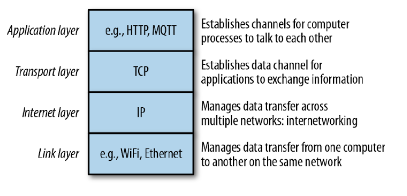 Application layer
e.g., HTTP, MQTT
Establishes channels for computer
processes to talk to each other
Transport layer
TCP
Establishes data channel for
applications to exchange information
Internet layer
IP
Manages data transfer across
multiple networks: internetworking
Link layer
e.g., WiFi, Ethernet
Manages data transfer from one computer
to another on the same network